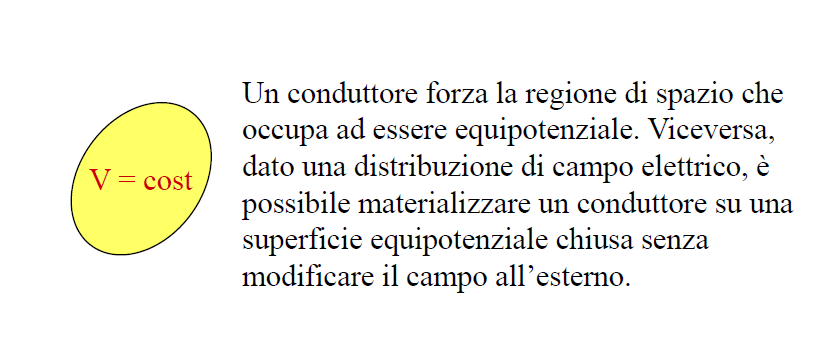 V = cost
Un conduttore forza la regione di spazio che
occupa ad essere equipotenziale. Viceversa,
dato una distribuzione di campo elettrico, è
possibile materializzare un conduttore su una
superficie equipotenziale chiusa senza
modificare il campo all’esterno.